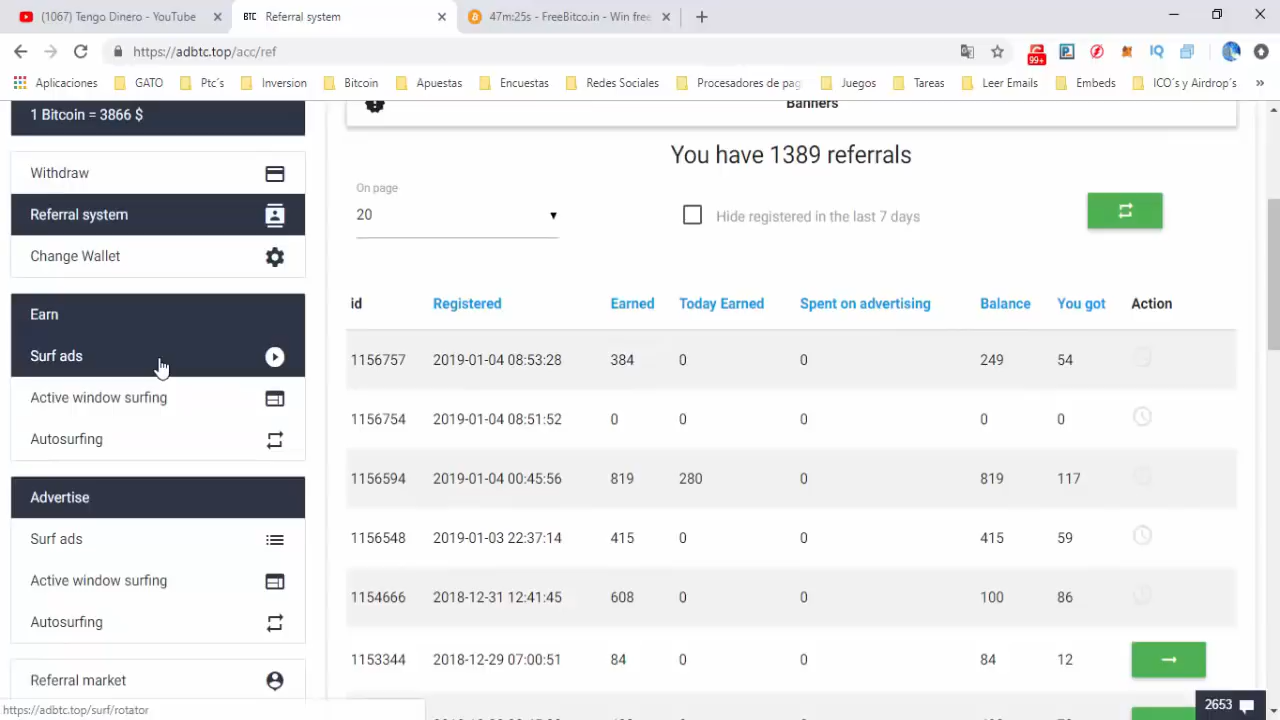 (1067) Tengo Dinero - YouTube
BTC Referral system
47m:25s - FreeBitco.in - Win free
https://adbtc.top/acc/ref
99+
IQ
Aplicaciones GATO Ptc´s Inversion Bitcoin Apuestas Encuestas Redes Sociales Procesadores de pag Juegos Tareas Leer Emails Embeds ICO´s y Airdrop´s »
1 Bitcoin = 3866 $
Withdraw
Referral system
Change Wallet
Earn
Surf ads
Active window surfing
Autosurfing
Advertise
Surf ads
Active window surfing
Autosurfing
Referral market
Banners
You have 1389 referrals
On page
20
Hide registered in the last 7 days
id Registered Earned Today Earned Spent on advertising Balance You got Action
1156757 2019-01-04 08:53:28 384 0 0 249 54
1156754 2019-01-04 08:51:52 0 0 0 0 0
1156594 2019-01-04 00:45:56 819 280 0 819 117
1156548 2019-01-03 22:37:14 415 0 0 415 59
1154666 2018-12-31 12:41:45 608 0 0 100 86
1153344 2018-12-29 07:00:51 84 0 0 84 12
https://adbtc.top/surf/rotator
2653